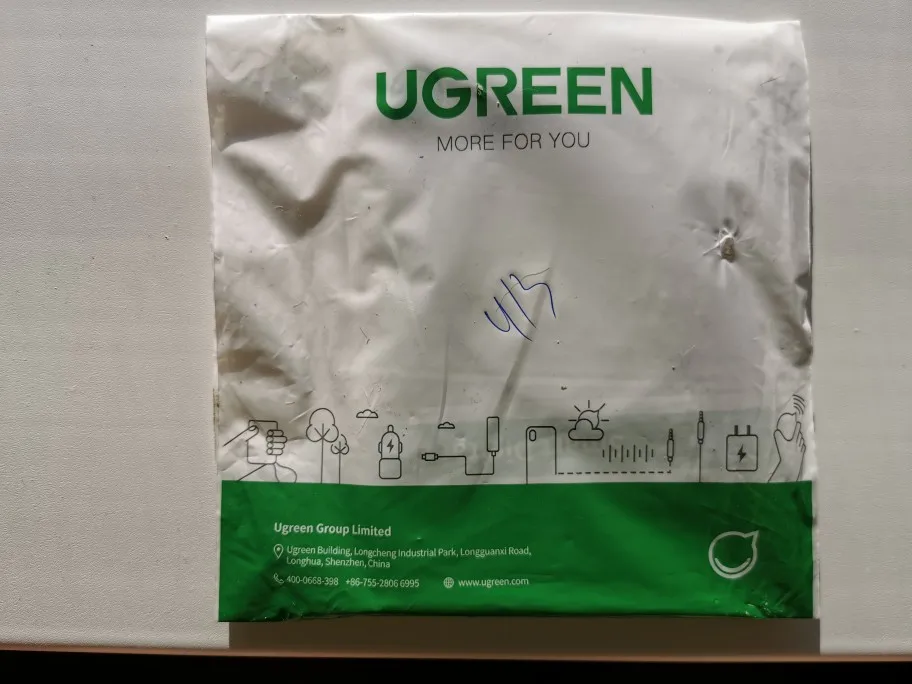 UGREEN
MORE FOR YOU
Ugreen Group Limited
Ugreen Building, Longcheng Industrial Park, Longguanxi Road,
Longhua, Shenzhen, China
400-0668-398 +86-755-2806 6995
www.ugreen.com